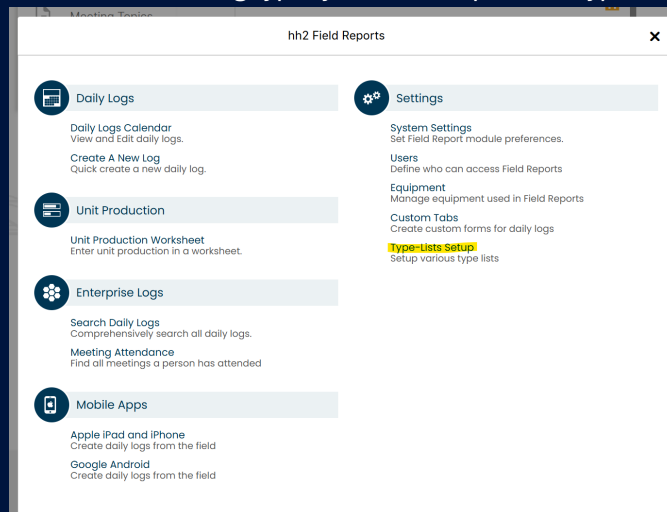 Meeting Topics
hh2 Field Reports
Daily Logs
Daily Logs Calendar
View and Edit daily logs.
Create A New Log
Quick create a new daily log.
Unit Production
Unit Production Worksheet
Enter unit production in a worksheet.
Enterprise Logs
Search Daily Logs
Comprehensively search all daily logs.
Meeting Attendance
Find all meetings a person has attended
Mobile Apps
Apple iPad and iPhone
Create daily logs from the field
Google Android
Create daily logs from the field
Settings
System Settings
Set Field Report module preferences.
Users
Define who can access Field Reports
Equipment
Manage equipment used in Field Reports
Custom Tabs
Create custom forms for daily logs
Type-Lists Setup
Setup various type lists